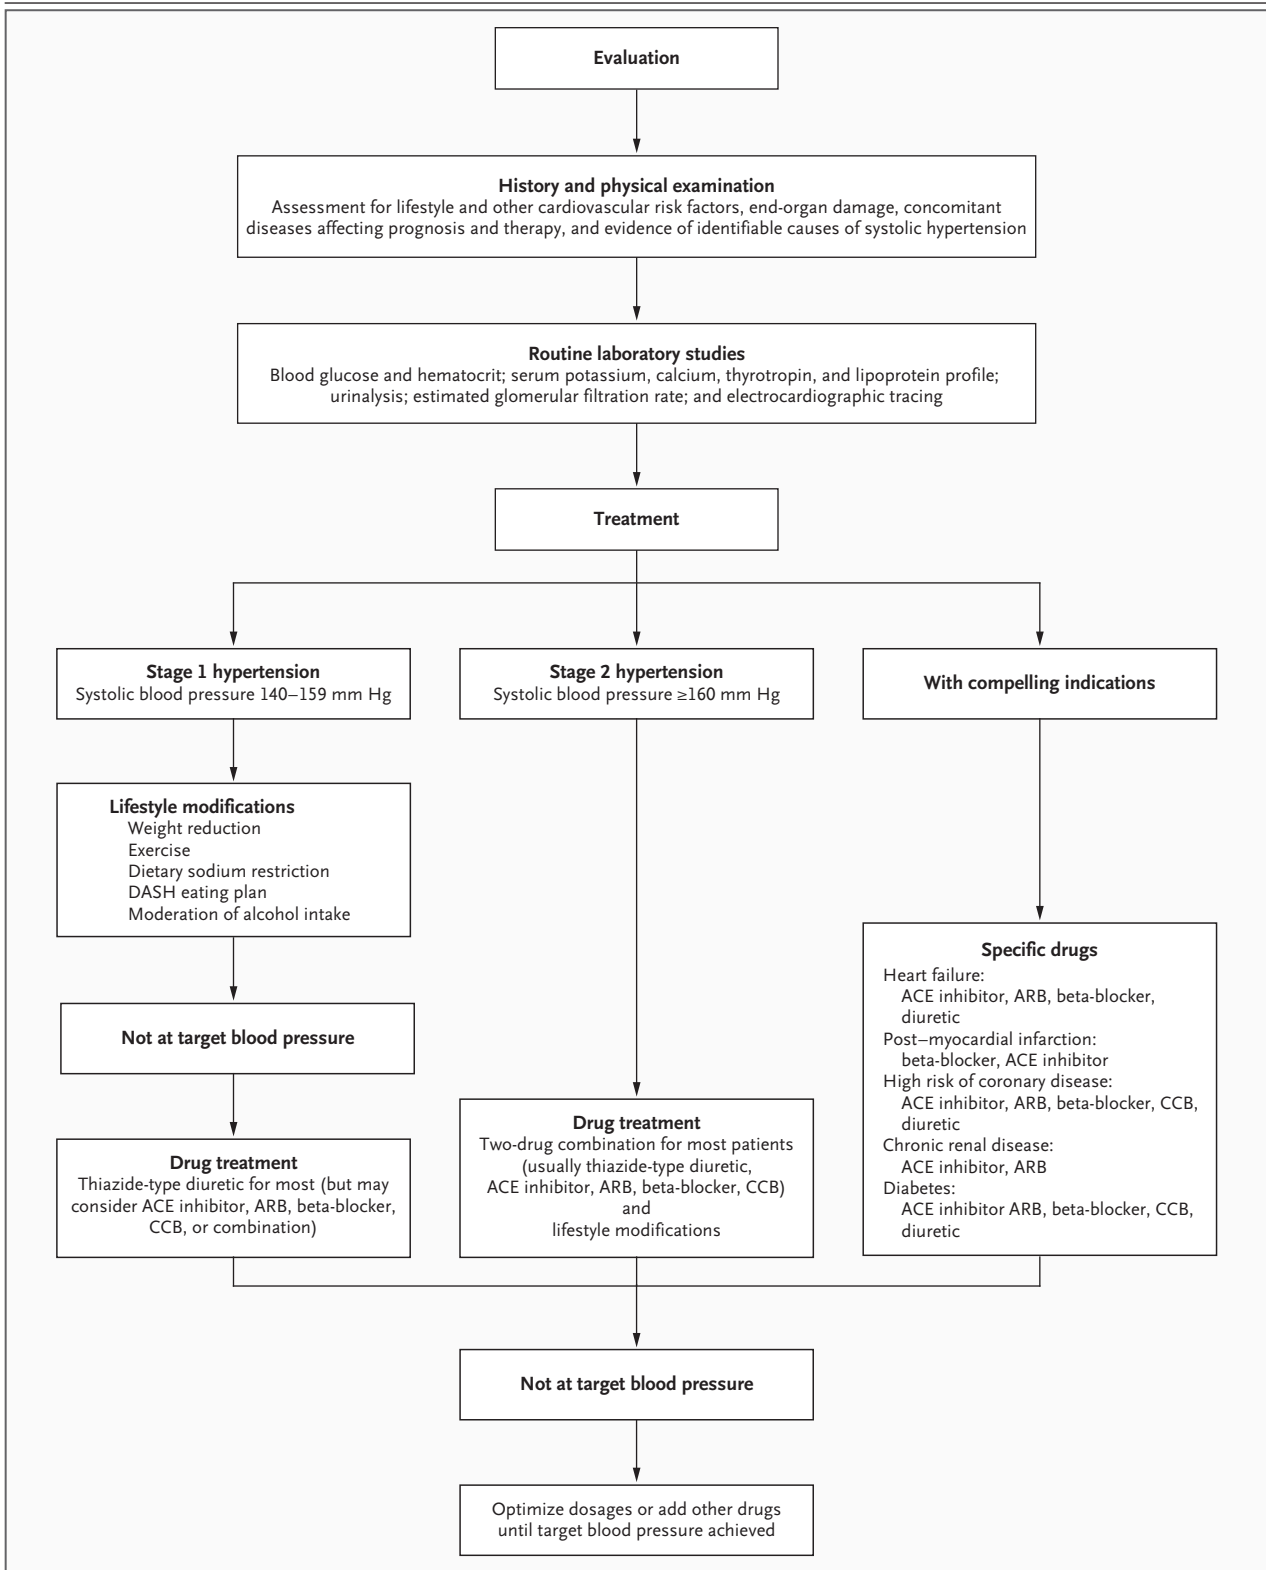 Evaluation
History and physical examination
Assessment for lifestyle and other cardiovascular risk factors, end-organ damage, concomitant
diseases affecting prognosis and therapy, and evidence of identifiable causes of systolic hypertension
Routine laboratory studies
Blood glucose and hematocrit; serum potassium, calcium, thyrotropin, and lipoprotein profile;
urinalysis; estimated glomerular filtration rate; and electrocardiographic tracing
Treatment
Stage 1 hypertension
Systolic blood pressure 140–159 mm Hg
Lifestyle modifications
Weight reduction
Exercise
Dietary sodium restriction
DASH eating plan
Moderation of alcohol intake
Not at target blood pressure
Drug treatment
Thiazide-type diuretic for most (but may
consider ACE inhibitor, ARB, beta-blocker,
CCB, or combination)
Stage 2 hypertension
Systolic blood pressure ≥160 mm Hg
Drug treatment
Two-drug combination for most patients
(usually thiazide-type diuretic,
ACE inhibitor, ARB, beta-blocker, CCB)
and
lifestyle modifications
With compelling indications
Specific drugs
Heart failure:
ACE inhibitor, ARB, beta-blocker,
diuretic
Post–myocardial infarction:
beta-blocker, ACE inhibitor
High risk of coronary disease:
ACE inhibitor, ARB, beta-blocker, CCB,
diuretic
Chronic renal disease:
ACE inhibitor, ARB
Diabetes:
ACE inhibitor ARB, beta-blocker, CCB,
diuretic
Not at target blood pressure
Optimize dosages or add other drugs
until target blood pressure achieved